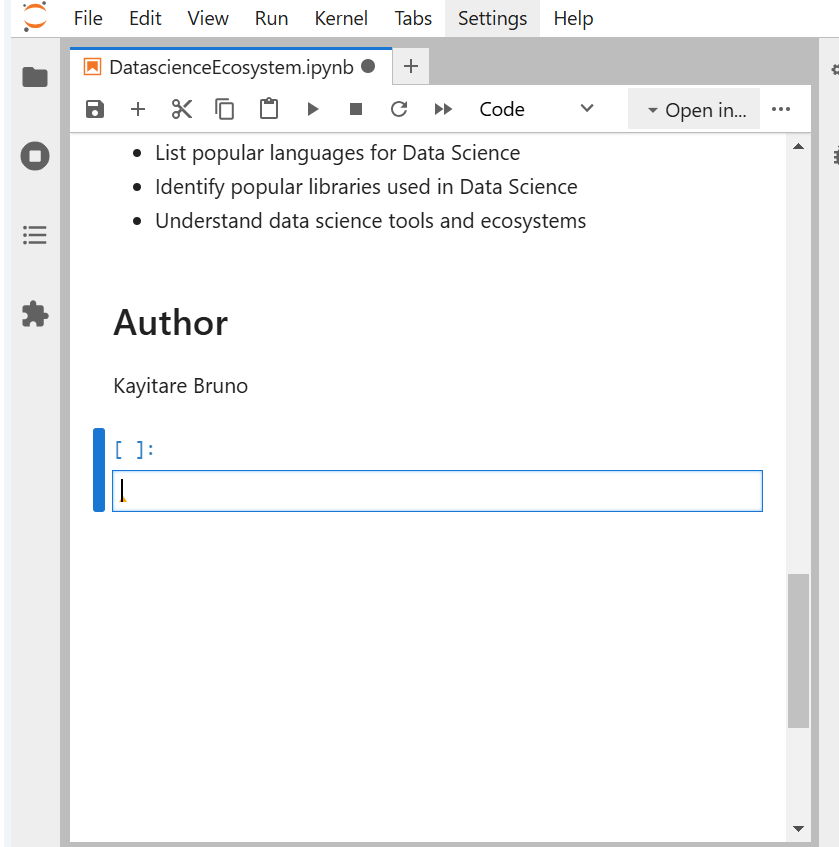 File Edit View Run Kernel Tabs Settings Help
DatascienceEcosystem.ipynb
Code Open in...
• List popular languages for Data Science
• Identify popular libraries used in Data Science
• Understand data science tools and ecosystems
Author
Kayitare Bruno
[ ]: